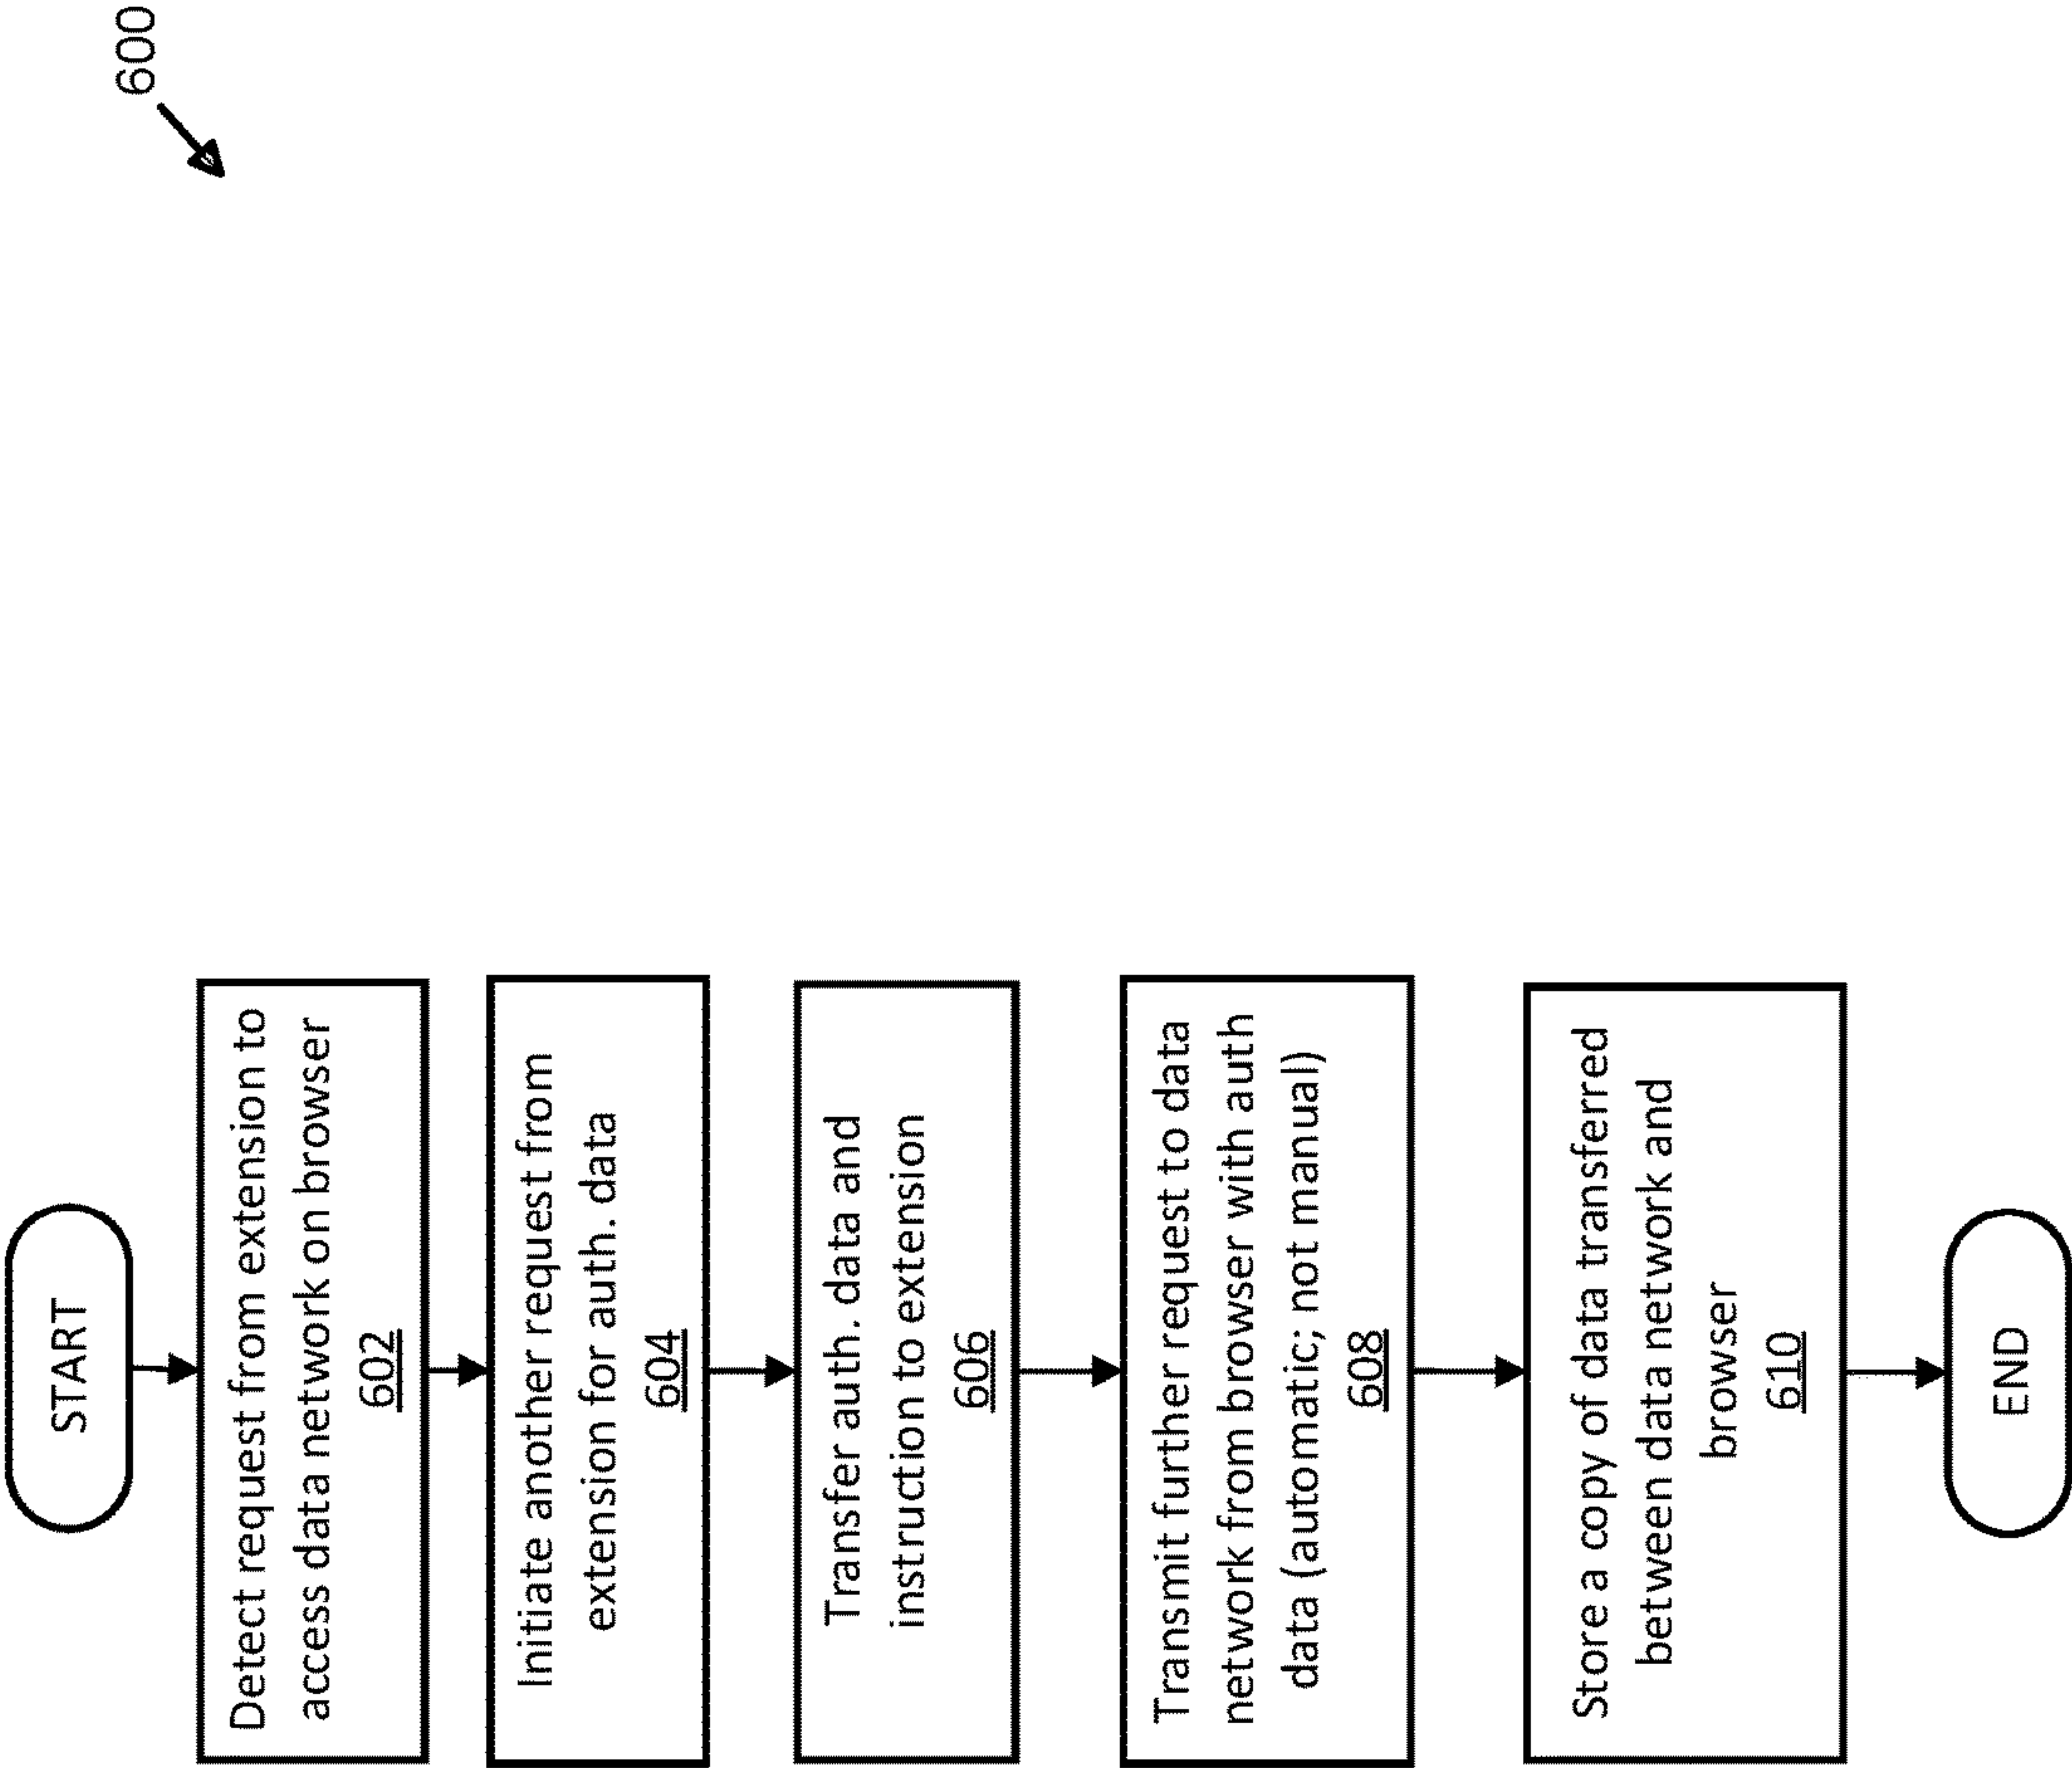 600
START
Detect request from extension to
access data network on browser
602
Initiate another request from
extension for auth. data
604
Transfer auth. data and
instruction to extension
606
Transmit further request to data
network from browser with auth
data (automatic; not manual)
608
Store a copy of data transferred
between data network and
browser
610
END